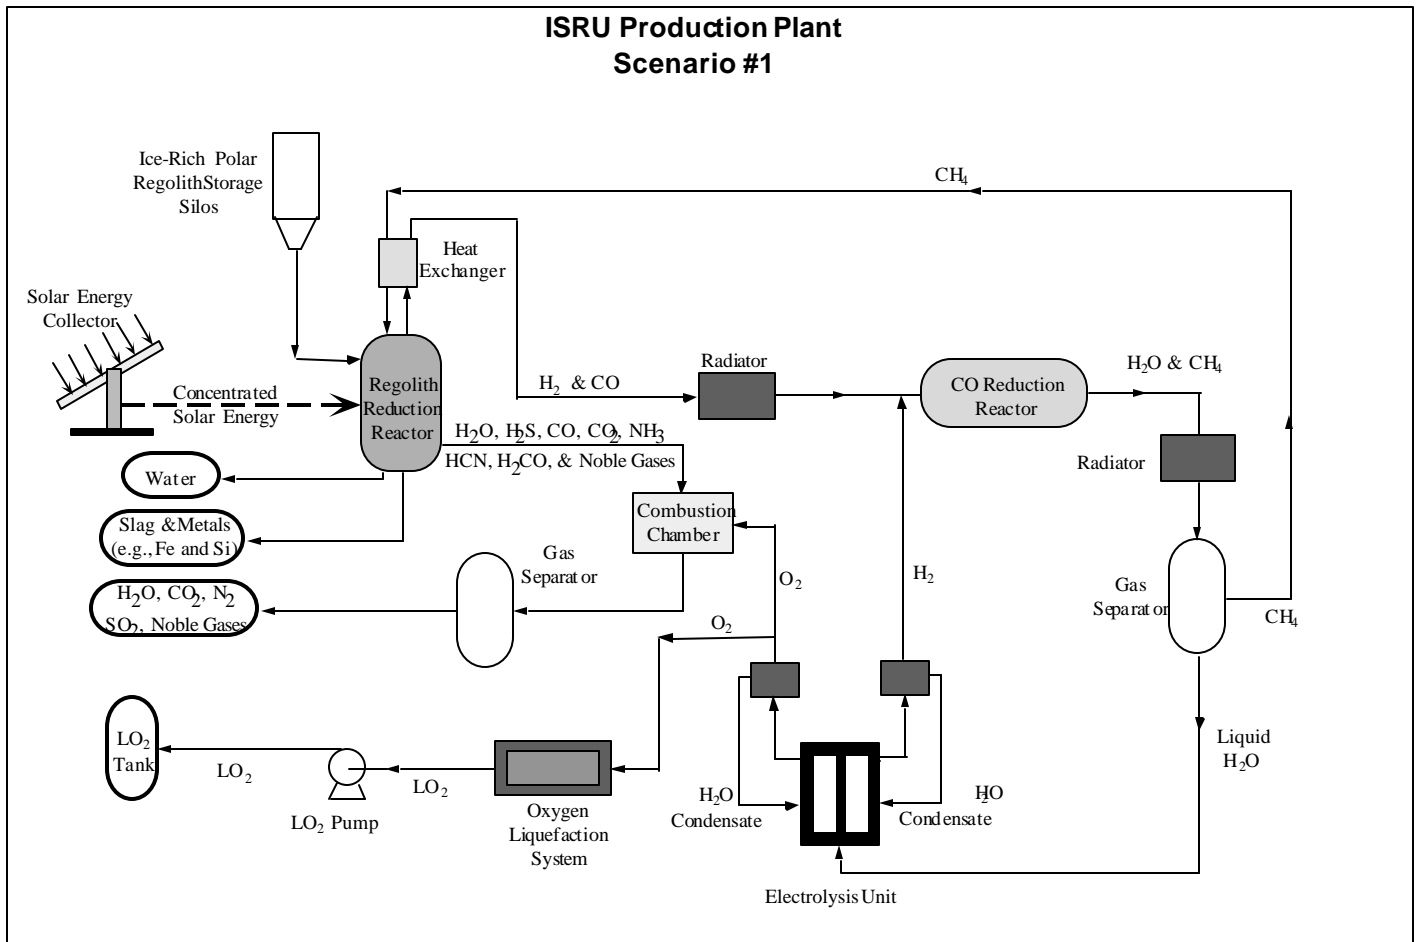 ISRU Production Plant
Scenario #1
Ice-Rich Polar
Regolith Storage
Silos
CH₄
Heat
Exchanger
Solar Energy
Collector
Concentrated
Solar Energy
Regolith
Reduction
Reactor
H₂ & CO
Radiator
CO Reduction
Reactor
H₂O & CH₄
Radiator
H₂O, H₂S, CO, CO₂, NH₃
HCN, H₂CO, & Noble Gases
Water
Slag & Metals
(e.g., Fe and Si)
H₂O, CO₂, N₂
SO₂, Noble Gases
Combustion
Chamber
Gas
Separator
O₂
O₂
H₂
Gas
Separator
CH₄
Liquid
H₂O
LO₂
Tank
LO₂
LO₂ Pump
LO₂
Oxygen
Liquefaction
System
H₂O
Condensate
H₂O
Condensate
Electrolysis Unit